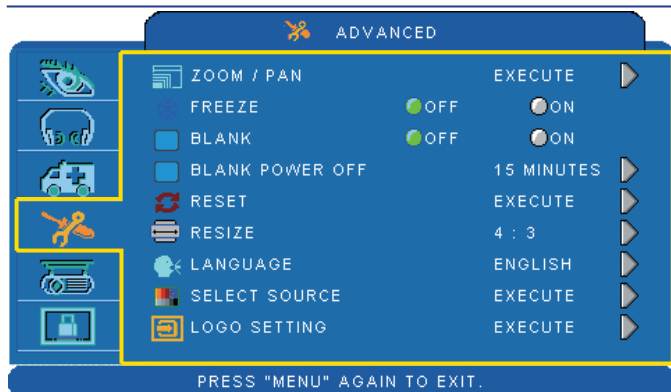 ADVANCED
ZOOM / PAN EXECUTE
FREEZE OFF ON
BLANK OFF ON
BLANK POWER OFF 15 MINUTES
RESET EXECUTE
RESIZE 4 : 3
LANGUAGE ENGLISH
SELECT SOURCE EXECUTE
LOGO SETTING EXECUTE
PRESS "MENU" AGAIN TO EXIT.